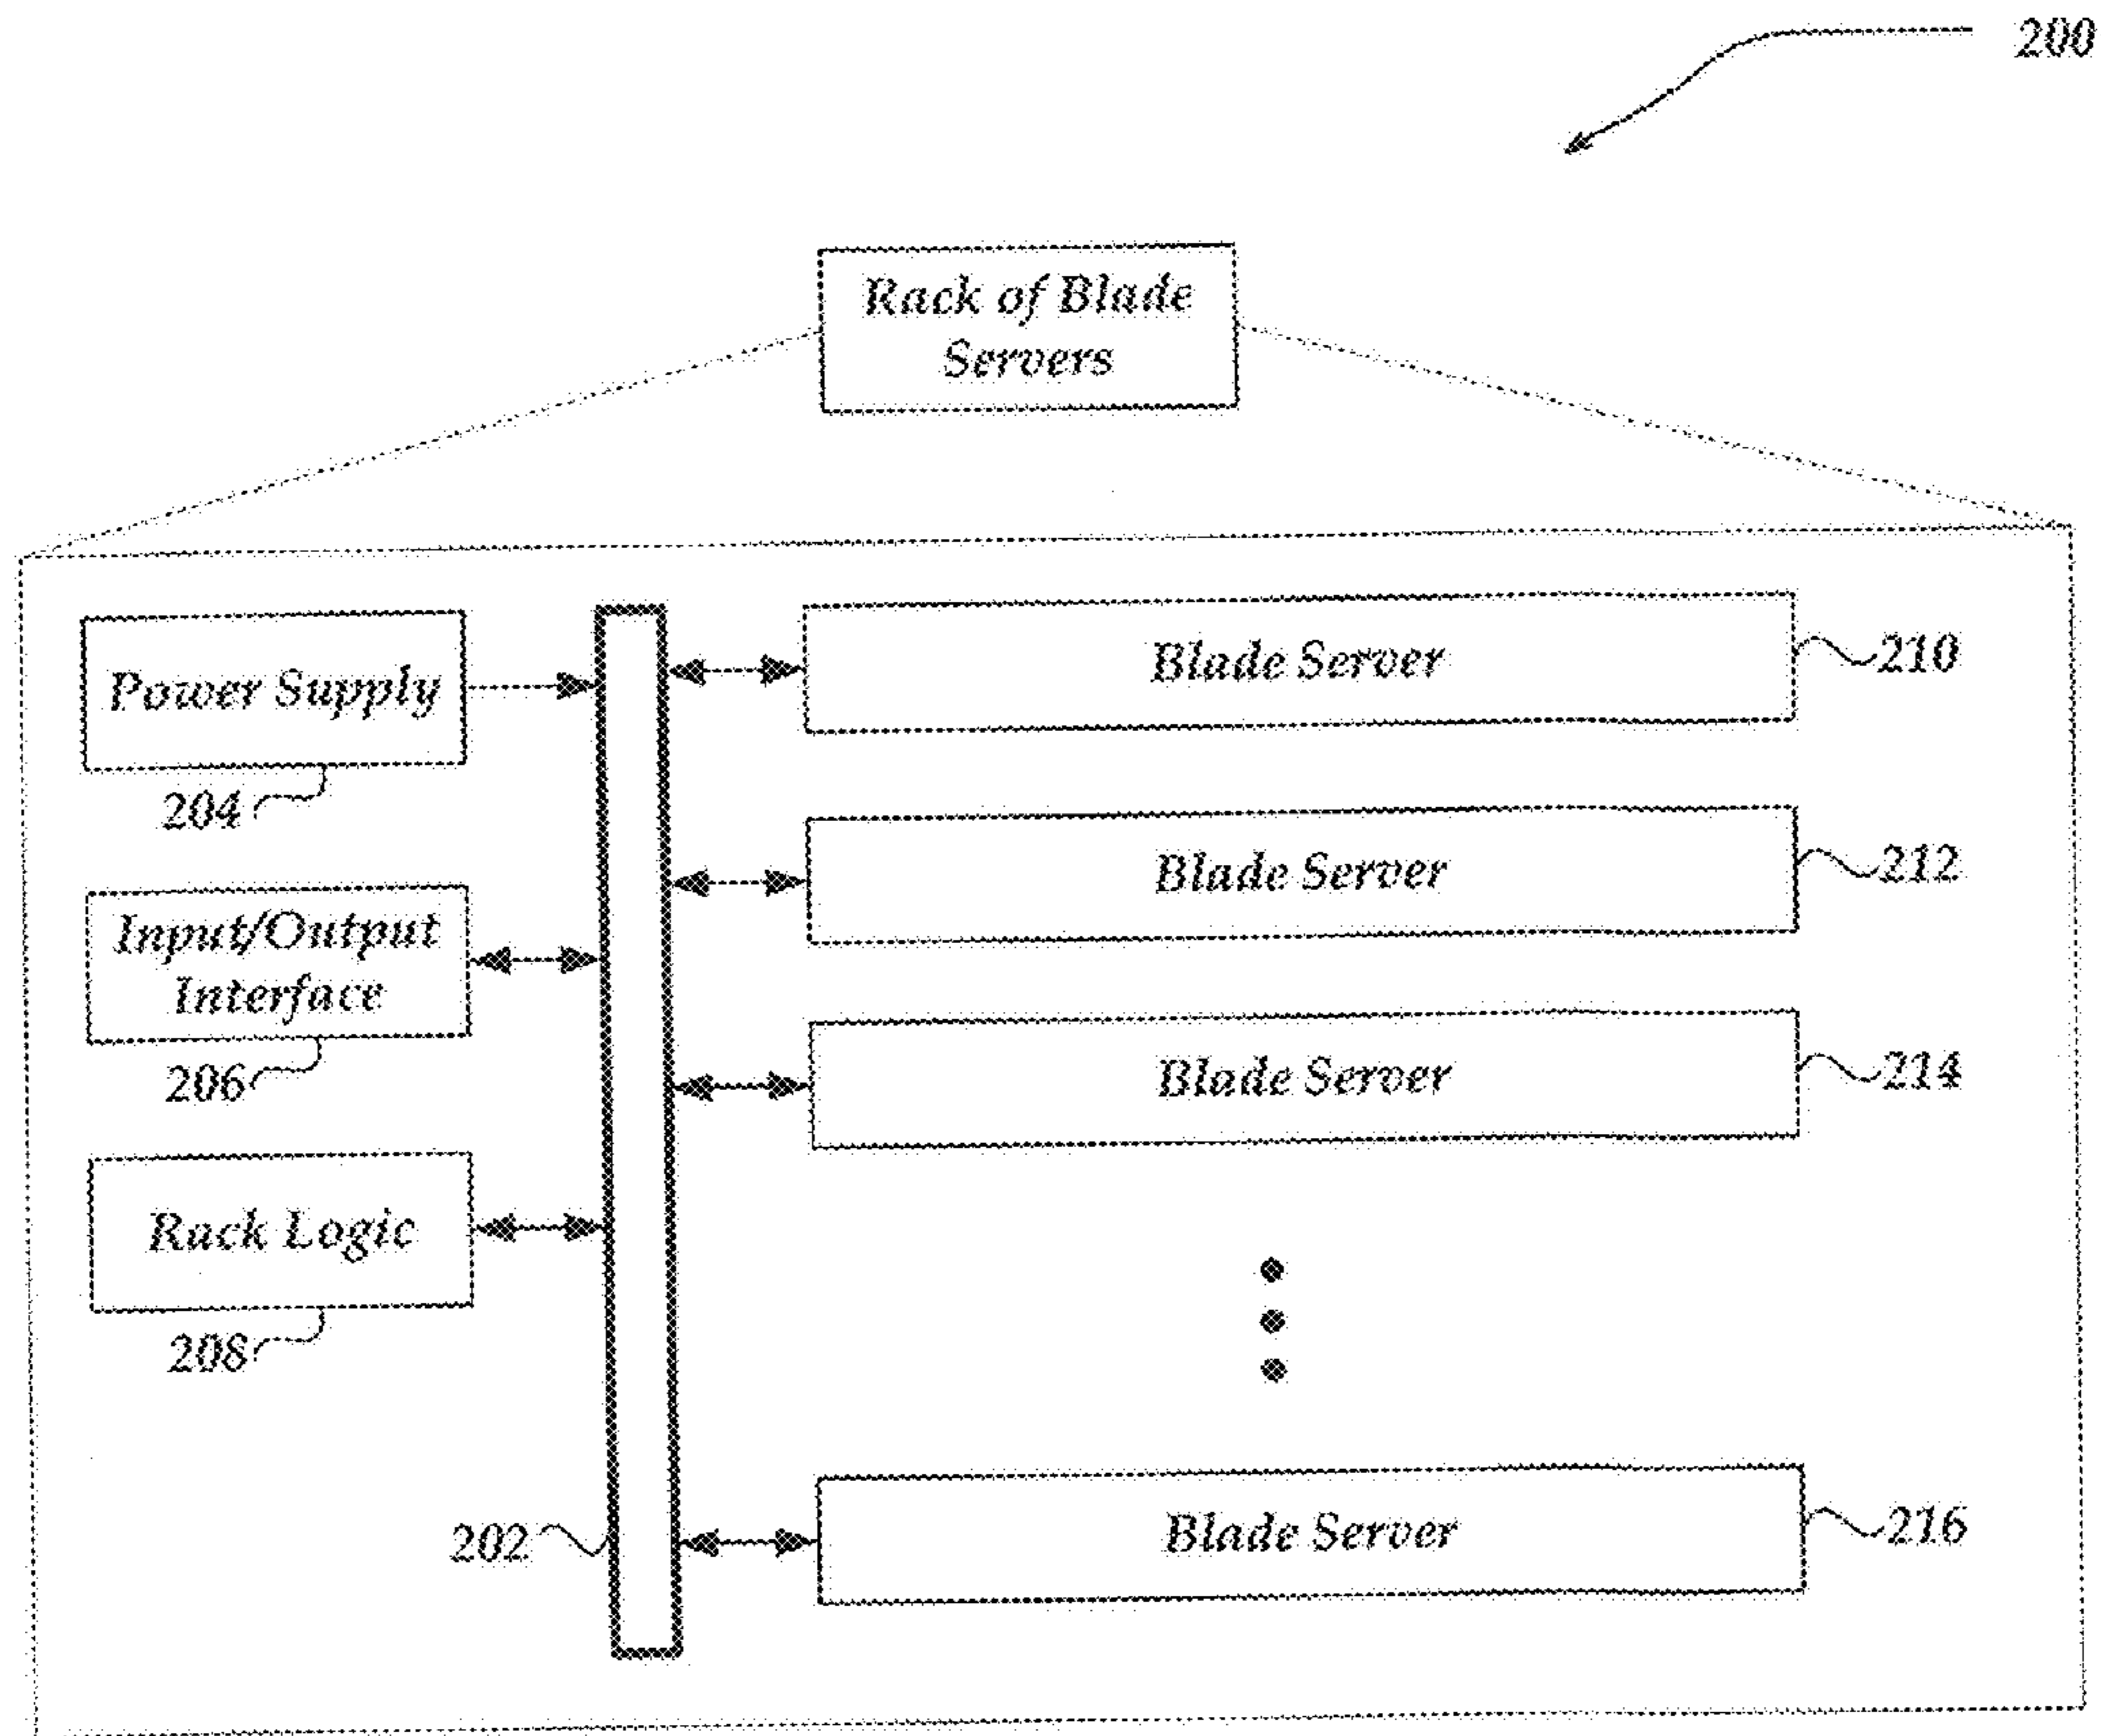 200
Rack of Blade
Servers
Power Supply
204
Blade Server
210
Blade Server
212
Input/Output
Interface
206
Blade Server
214
Rack Logic
208
202
Blade Server
216